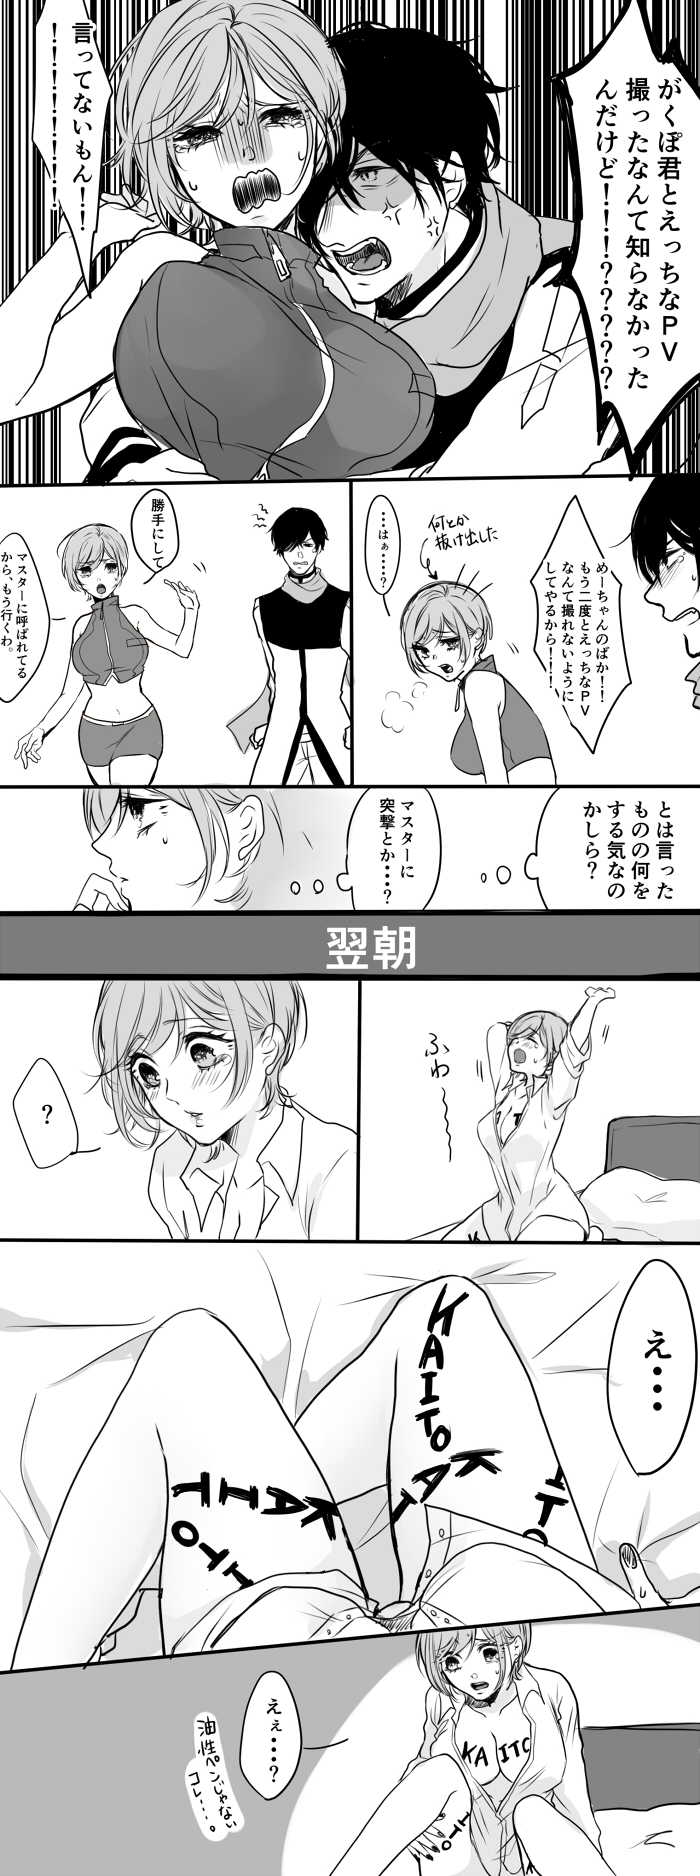 がくぽ君とえっちなＰＶ
撮ったなんて知らなかった
んだけど！！！？？？？？？
言ってないもん！！
！！！！！！！！
めーちゃんのばか！！
もう二度とえっちなＰＶ
なんて撮れないように
してやるから！！！
何とか
抜け出した
・・・はぁ・・・・？
勝手にして
マスターに呼ばれてる
から、もう行くわ。
とは言った
ものの何を
する気なの
かしら？
マスターに
突撃とか・・・？
翌朝
ふわ〜〜
ＩＴ
Ｋ
？
え・・・
KAITO
KAIT
KAITO
ITO
ITO
えぇ・・・？
KAITO
ITO
油性ペンじゃない
コレ・・・。